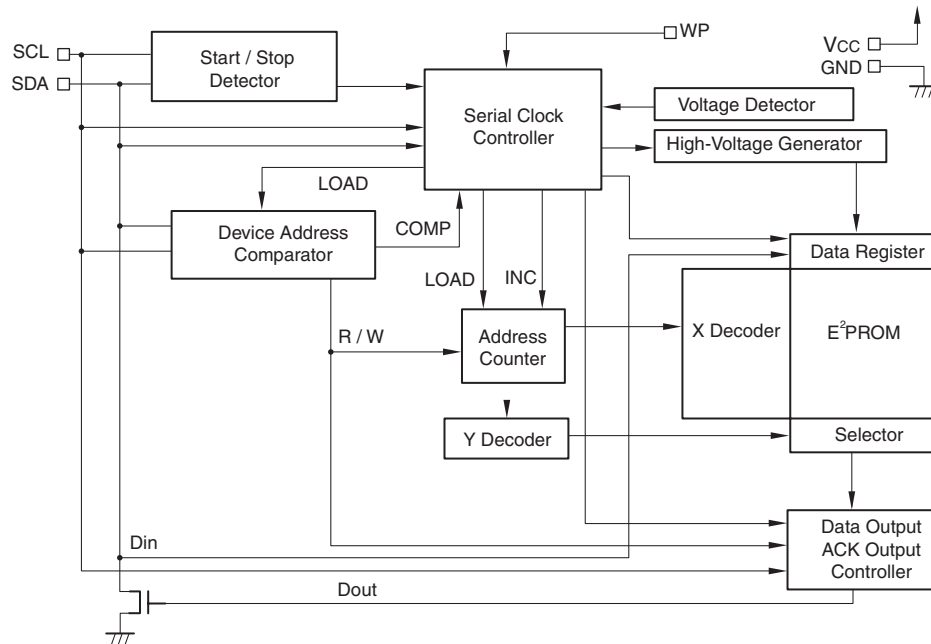 SCL
SDA
Start / Stop
Detector
WP
VCC
GND
Serial Clock
Controller
Voltage Detector
High-Voltage Generator
LOAD
COMP
Device Address
Comparator
LOAD
INC
Data Register
R / W
Address
Counter
X Decoder
E²PROM
Y Decoder
Selector
Din
Data Output
ACK Output
Controller
Dout